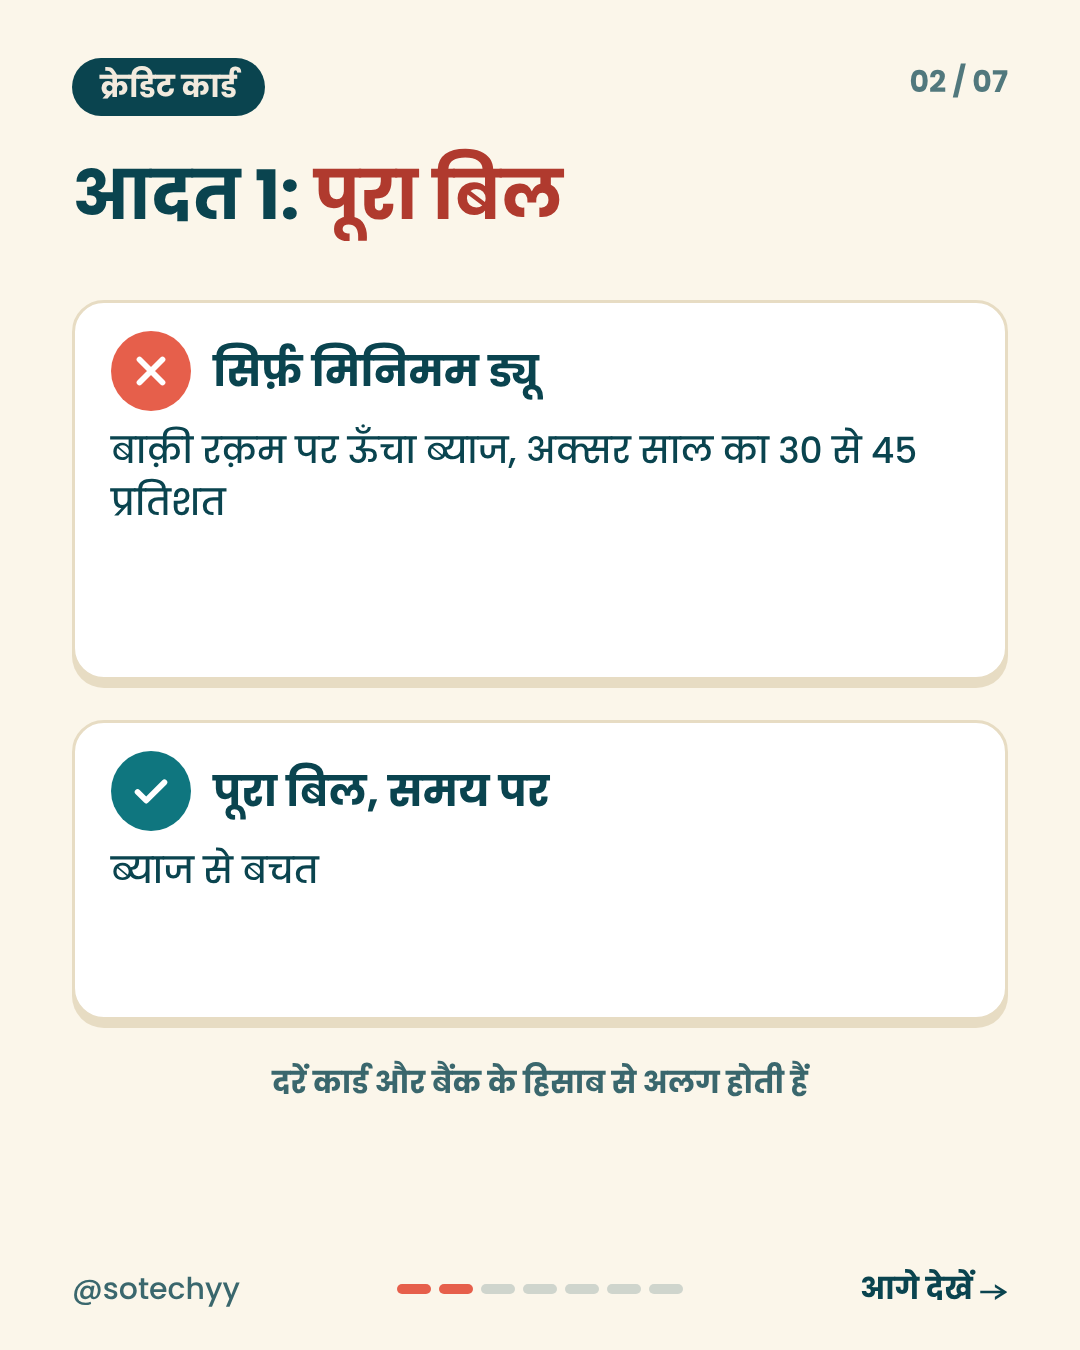 क्रेडिट कार्ड
02 / 07
आदत 1: पूरा बिल
सिर्फ़ मिनिमम ड्यू
बाक़ी रक़म पर ऊँचा ब्याज, अक्सर साल का 30 से 45
प्रतिशत
पूरा बिल, समय पर
ब्याज से बचत
दरें कार्ड और बैंक के हिसाब से अलग होती हैं
@sotechyy
आगे देखें →